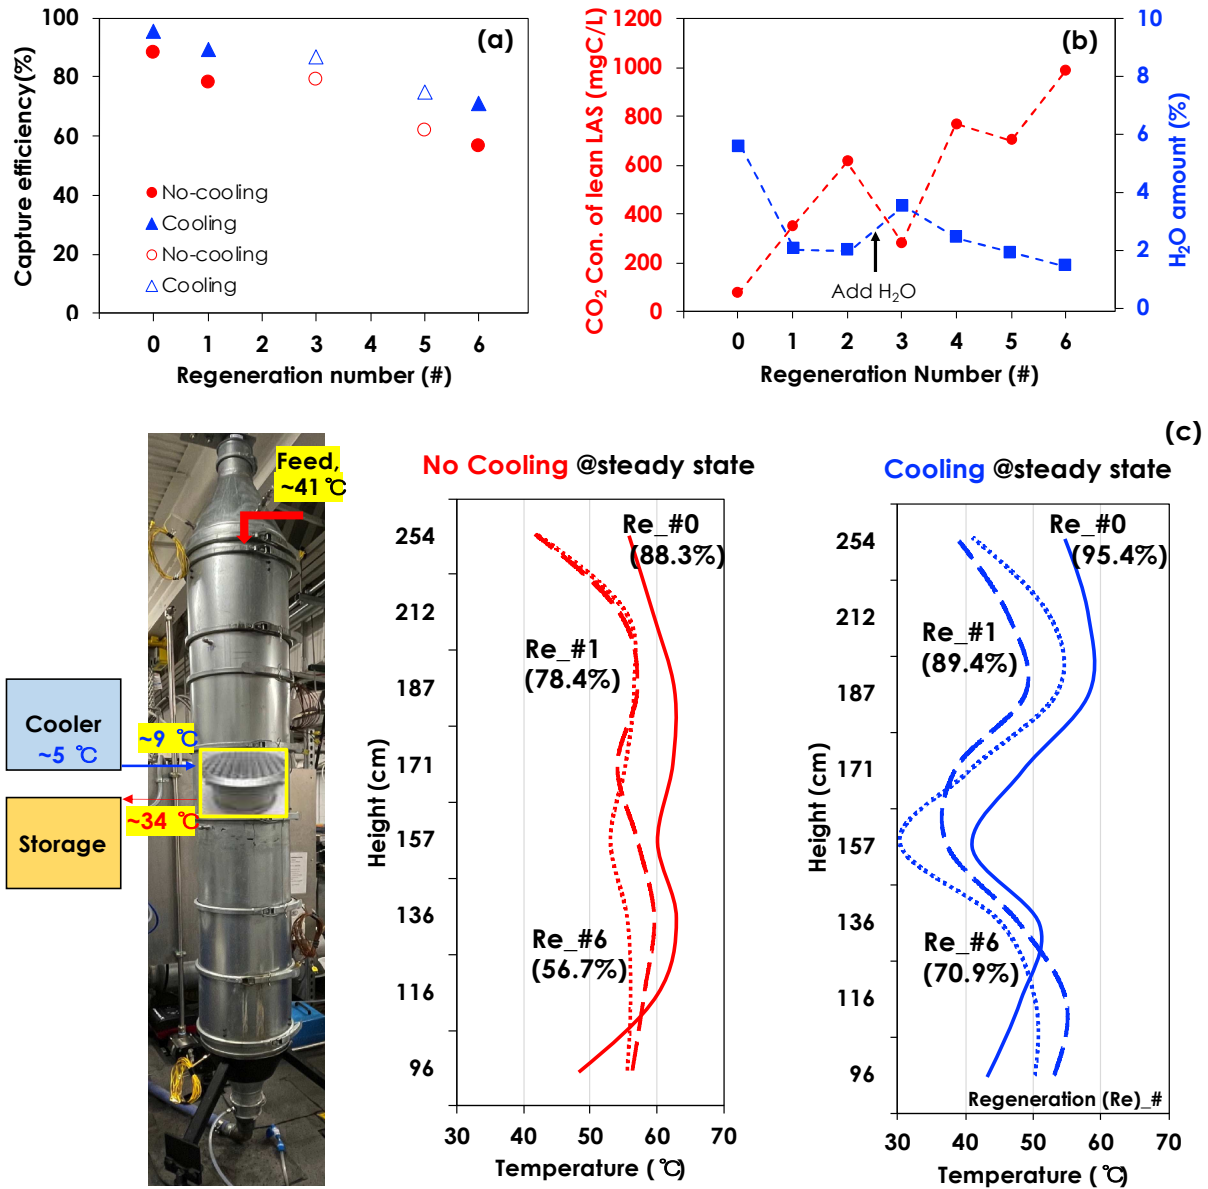 100
80
60
40
20
0
Capture efficiency(%)
(a)
No-cooling
Cooling
No-cooling
Cooling
0 1 2 3 4 5 6
Regeneration number (#)
1200
1000
800
600
400
200
0
CO₂ Con. of lean LAS (mgC/L)
(b)
10
8
6
4
2
0
H₂O amount (%)
Add H₂O
0 1 2 3 4 5 6
Regeneration Number (#)
(c)
Feed,
~41 ℃
Cooler
~5 ℃
~9 ℃
~34 ℃
Storage
No Cooling @steady state
254
212
187
171
157
136
116
96
Height (cm)
Re_#0
(88.3%)
Re_#1
(78.4%)
Re_#6
(56.7%)
30 40 50 60 70
Temperature (℃)
Cooling @steady state
254
212
187
171
157
136
116
96
Height (cm)
Re_#0
(95.4%)
Re_#1
(89.4%)
Re_#6
(70.9%)
Regeneration (Re)_#
30 40 50 60 70
Temperature (℃)